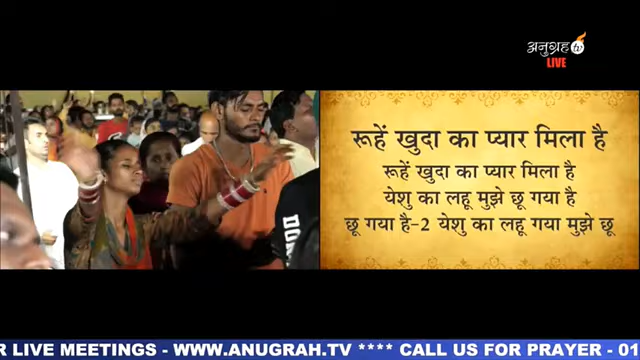 अनुग्रह tv
LIVE
रूहें खुदा का प्यार मिला है
रूहें खुदा का प्यार मिला है
येशु का लहू मुझे छू गया है
छू गया है-2 येशु का लहू गया मुझे छू
R LIVE MEETINGS - WWW.ANUGRAH.TV **** CALL US FOR PRAYER - 01